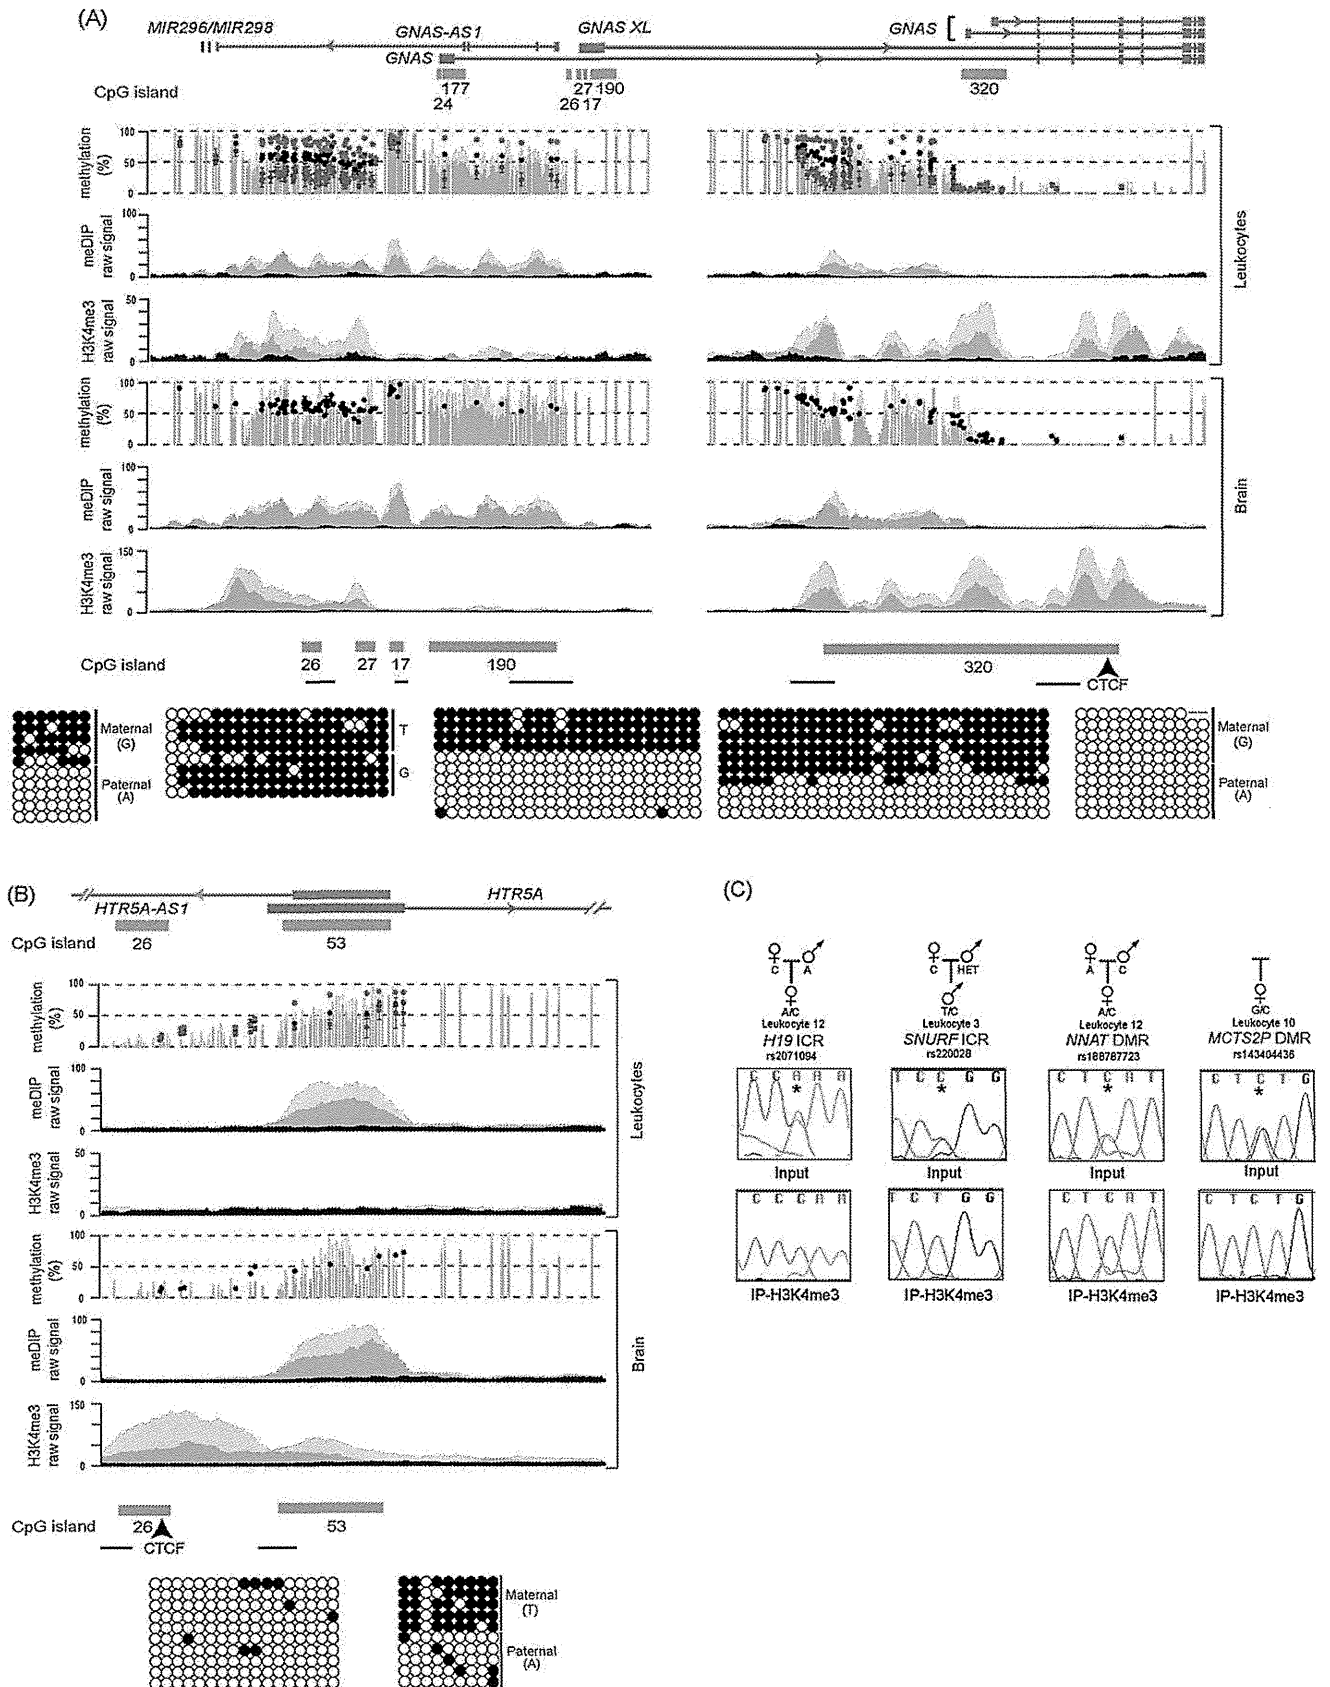 (A)
MIR296/MIR298
GNAS-AS1
GNAS XL
GNAS
GNAS
CpG island
177
24
27 190
26 17
320
methylation (%)
100
50
0
meDIP raw signal
100
0
H3K4me3 raw signal
50
0
Leukocytes
methylation (%)
100
50
0
meDIP raw signal
100
0
H3K4me3 raw signal
150
0
Brain
CpG island
26
27
17
190
320
CTCF
Maternal (G)
Paternal (A)
T
G
Maternal (G)
Paternal (A)
(B)
HTR5A-AS1
HTR5A
CpG island
26
53
methylation (%)
100
50
0
meDIP raw signal
100
0
H3K4me3 raw signal
50
0
Leukocytes
methylation (%)
100
50
0
meDIP raw signal
100
0
H3K4me3 raw signal
150
0
Brain
CpG island
26
53
CTCF
Maternal (T)
Paternal (A)
(C)
C A
A/C
Leukocyte 12
H19 ICR
rs2071094
C C A A A
*
Input
C C C A A
IP-H3K4me3
C HET
T/C
Leukocyte 3
SNURF ICR
rs220028
T C C G G
*
Input
T C T G G
IP-H3K4me3
A C
A/C
Leukocyte 12
NNAT DMR
rs188787723
C T C A T
*
Input
C T C A T
IP-H3K4me3
G/C
Leukocyte 10
MCTS2P DMR
rs143404436
C T C T G
*
Input
C T C T G
IP-H3K4me3